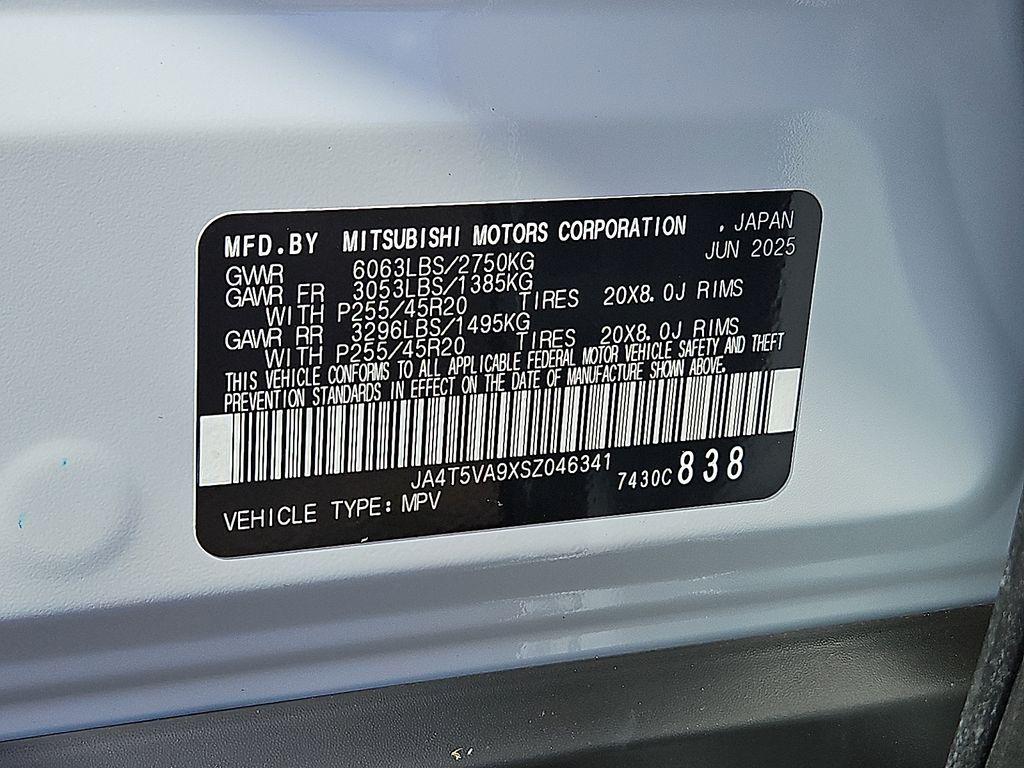 MFD.BY MITSUBISHI MOTORS CORPORATION , JAPAN
JUN 2025
GVWR 6063LBS/2750KG
GAWR FR 3053LBS/1385KG
WITH P255/45R20 TIRES 20X8.0J RIMS
GAWR RR 3296LBS/1495KG
WITH P255/45R20 TIRES 20X8.0J RIMS
THIS VEHICLE CONFORMS TO ALL APPLICABLE FEDERAL MOTOR VEHICLE SAFETY AND THEFT
PREVENTION STANDARDS IN EFFECT ON THE DATE OF MANUFACTURE SHOWN ABOVE.
JA4T5VA9XSZ046341 7430C 838
VEHICLE TYPE: MPV